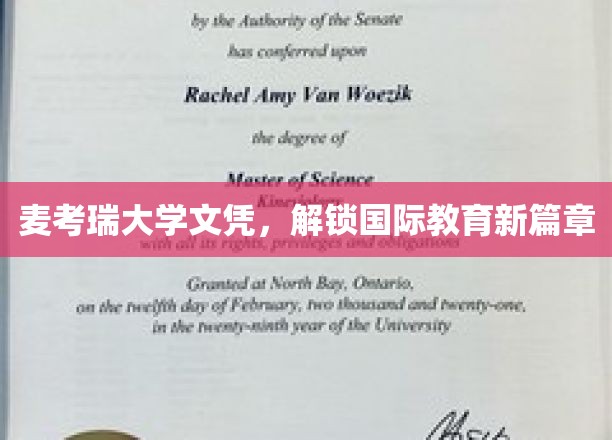 by the Authority of the Senate
has conferred upon
Rachel Amy Van Woezik
the degree of
Master of Science
Kinesiology
麦考瑞大学文凭，解锁国际教育新篇章
with all its rights, privileges and obligations
Granted at North Bay, Ontario,
on the twelfth day of February, two thousand and twenty-one,
in the twenty-ninth year of the University